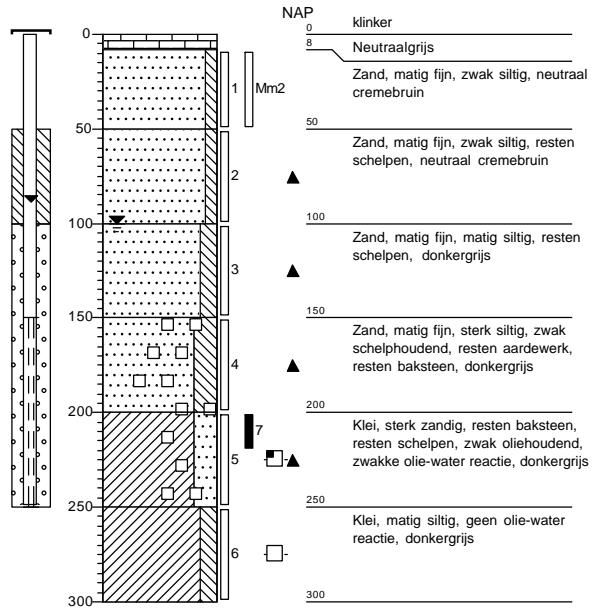 NAP
0
0
klinker
8
Neutraalgrijs
Zand, matig fijn, zwak siltig, neutraal
cremebruin
1
Mm2
50
50
Zand, matig fijn, zwak siltig, resten
schelpen, neutraal cremebruin
2
100
100
Zand, matig fijn, matig siltig, resten
schelpen, donkergrijs
3
150
150
Zand, matig fijn, sterk siltig, zwak
schelphoudend, resten aardewerk,
resten baksteen, donkergrijs
4
200
200
Klei, sterk zandig, resten baksteen,
resten schelpen, zwak oliehoudend,
zwakke olie-water reactie, donkergrijs
7
5
250
250
Klei, matig siltig, geen olie-water
reactie, donkergrijs
6
300
300